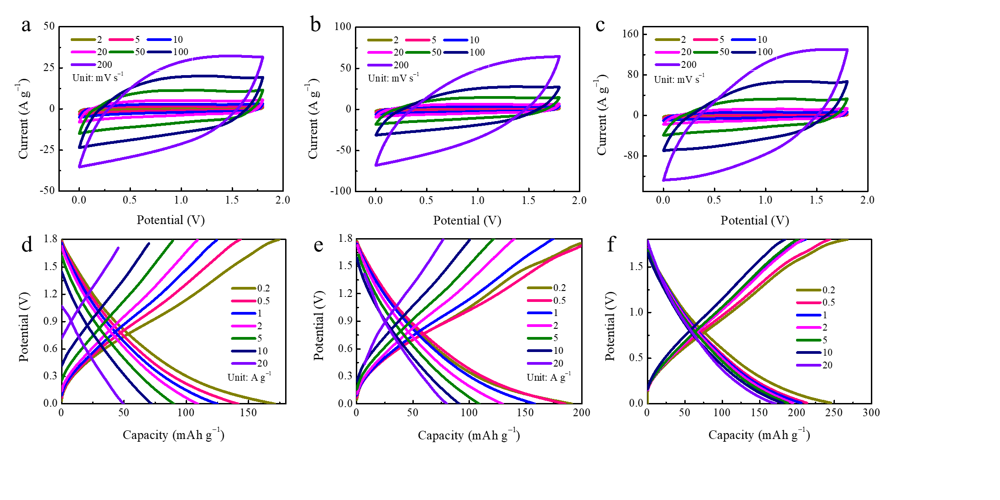 a
50
25
0
-25
-50
2 5 10
20 50 100
200
Unit: mV s⁻¹
Current (A g⁻¹)
0.0 0.5 1.0 1.5 2.0
Potential (V)
b
100
50
0
-50
-100
2 5 10
20 50 100
200
Unit: mV s⁻¹
Current (A g⁻¹)
0.0 0.5 1.0 1.5 2.0
Potential (V)
c
160
80
0
-80
2 5 10
20 50 100
200
Unit: mV s⁻¹
Current (A g⁻¹)
0.0 0.5 1.0 1.5 2.0
Potential (V)
d
1.8
1.5
1.2
0.9
0.6
0.3
0.0
0.2
0.5
1
2
5
10
20
Unit: A g⁻¹
Potential (V)
0 50 100 150
Capacity (mAh g⁻¹)
e
1.8
1.5
1.2
0.9
0.6
0.3
0.0
0.2
0.5
1
2
5
10
20
Unit: A g⁻¹
Potential (V)
0 50 100 150 200
Capacity (mAh g⁻¹)
f
1.5
1.0
0.5
0.0
0.2
0.5
1
2
5
10
20
Potential (V)
0 50 100 150 200 250 300
Capacity (mAh g⁻¹)